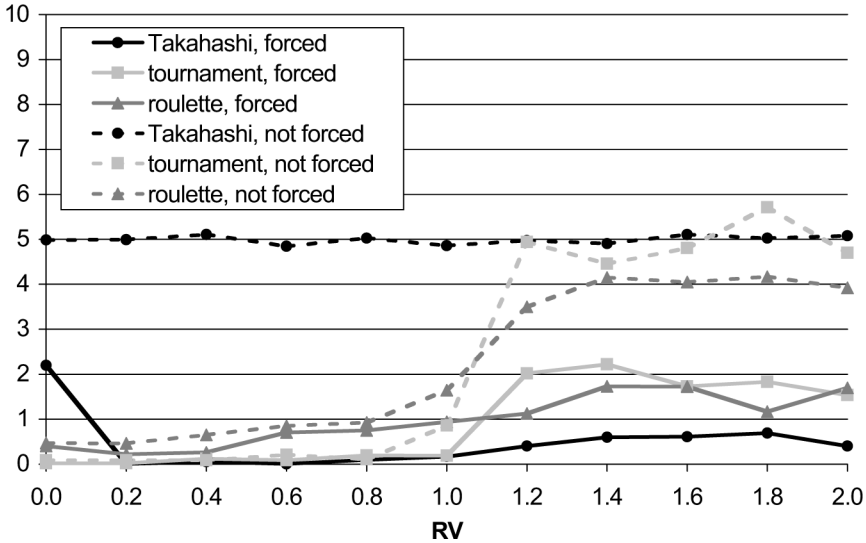 10
9
8
7
6
5
4
3
2
1
0
Takahashi, forced
tournament, forced
roulette, forced
Takahashi, not forced
tournament, not forced
roulette, not forced
0.0 0.2 0.4 0.6 0.8 1.0 1.2 1.4 1.6 1.8 2.0
RV